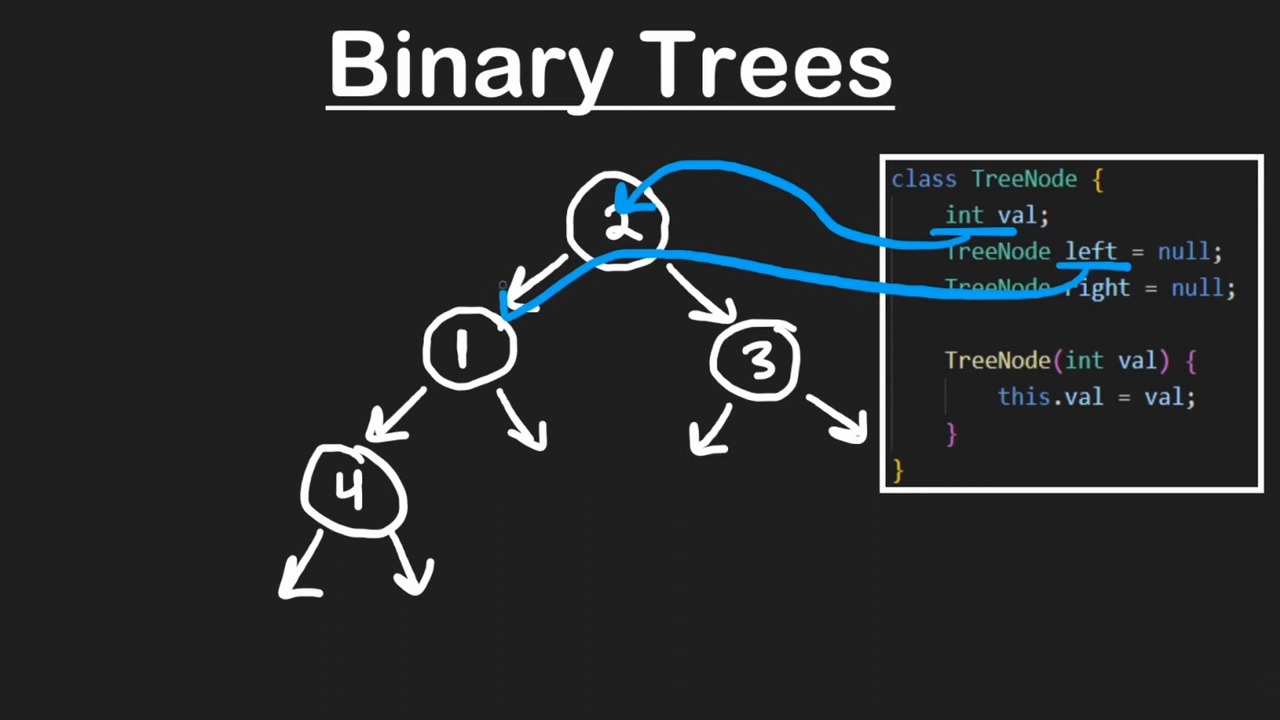 Binary Trees
2
1
3
4
class TreeNode {
int val;
TreeNode left = null;
TreeNode right = null;
TreeNode(int val) {
this.val = val;
}
}